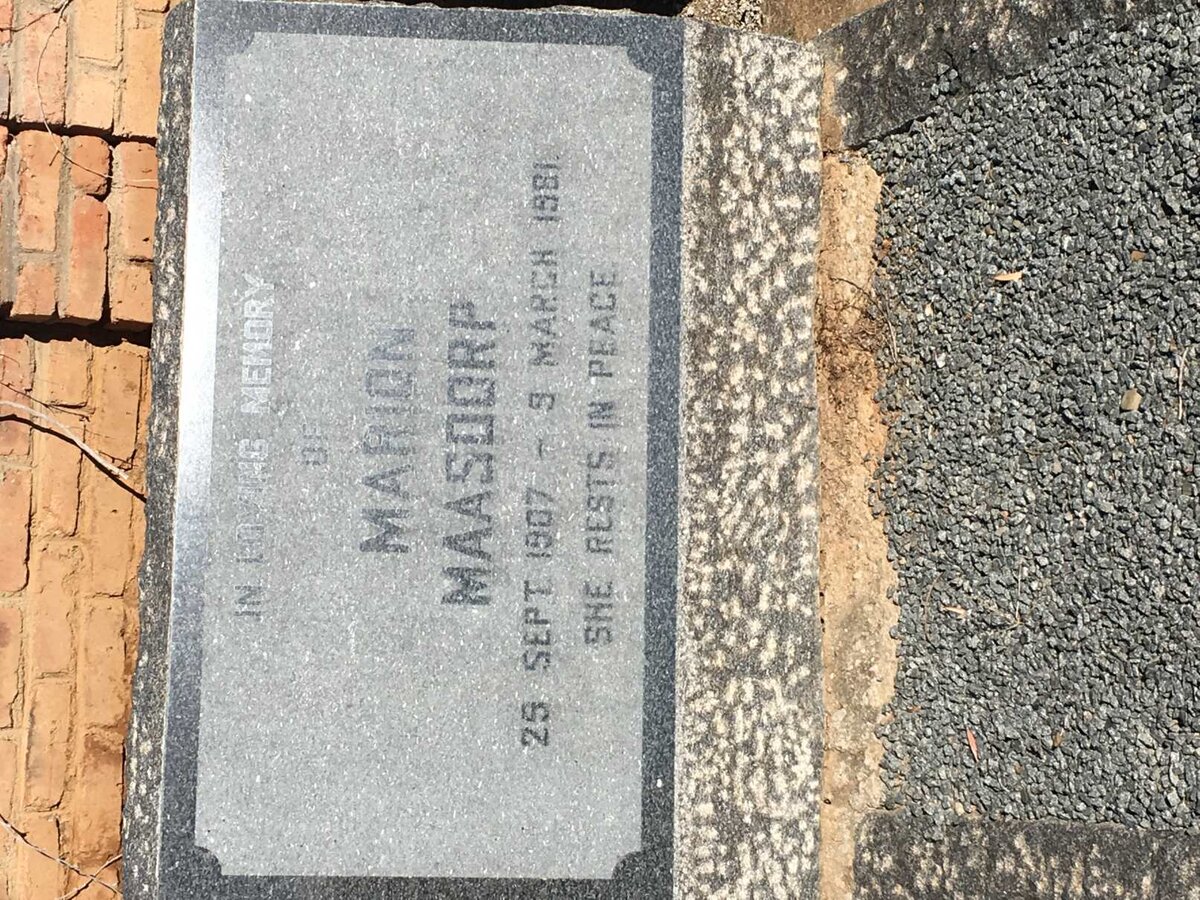 IN LOVING MEMORY
OF
MARION
MAASDORP
25 SEPT. 1907 - 9 MARCH 1981.
SHE RESTS IN PEACE